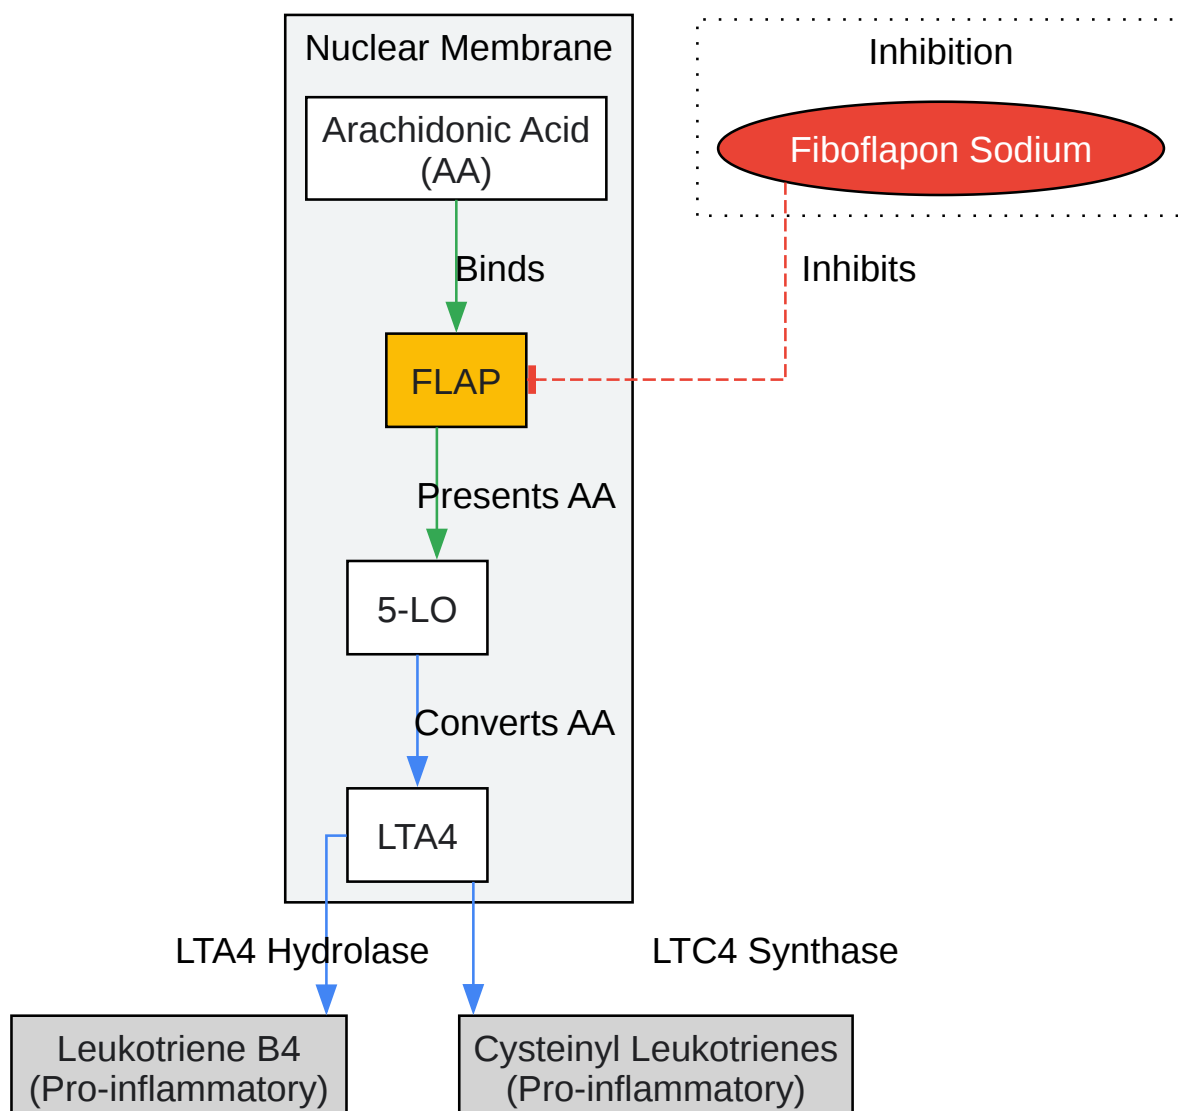 Nuclear Membrane
Arachidonic Acid
(AA)
Inhibition
Fiboflapon Sodium
Binds
Inhibits
FLAP
Presents AA
5-LO
Converts AA
LTA4
LTA4 Hydrolase
LTC4 Synthase
Leukotriene B4
(Pro-inflammatory)
Cysteinyl Leukotrienes
(Pro-inflammatory)